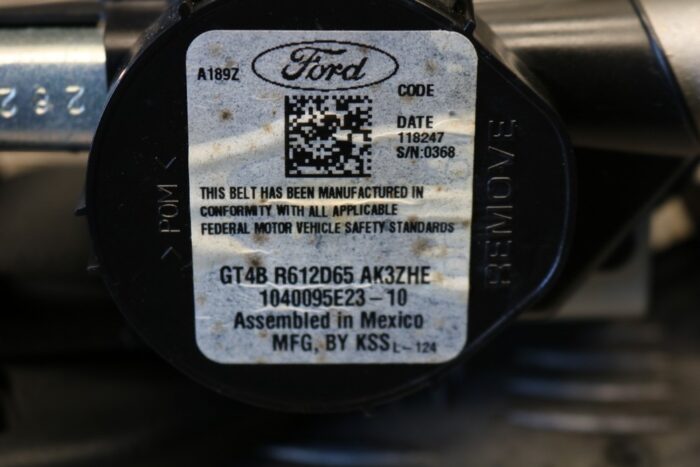 A189Z
Ford
CODE
DATE
118247
S/N:0368
THIS BELT HAS BEEN MANUFACTURED IN
CONFORMITY WITH ALL APPLICABLE
FEDERAL MOTOR VEHICLE SAFETY STANDARDS
GT4B R612D65 AK3ZHE
1040095E23-10
Assembled in Mexico
MFG, BY KSS L-124
> POM <
REMOVE